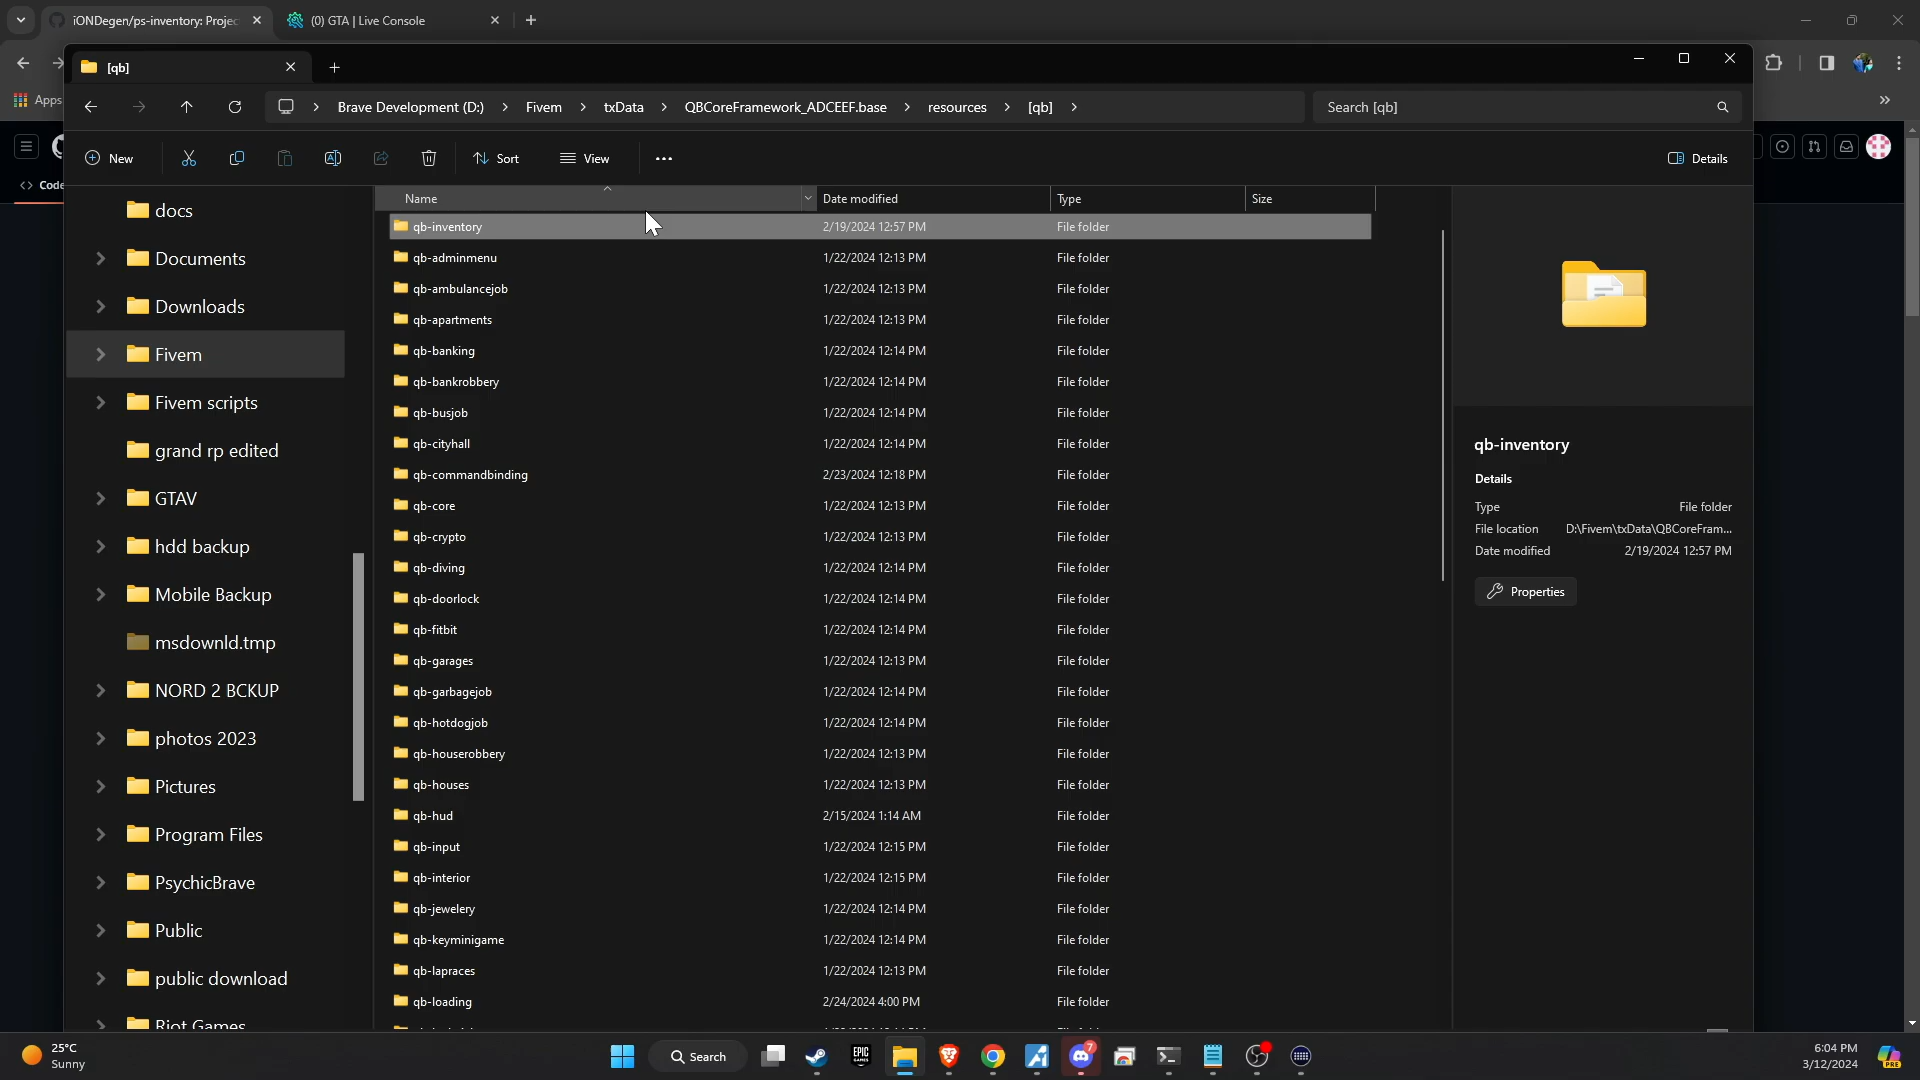 iONDegen/ps-inventory: Projec
(0) GTA | Live Console
[qb]
Apps
Brave Development (D:) > Fivem > txData > QBCoreFramework_ADCEEF.base > resources > [qb] >
Search [qb]
New
Sort
View
Details
Code
Name Date modified Type Size
docs
Documents
Downloads
Fivem
Fivem scripts
grand rp edited
GTAV
hdd backup
Mobile Backup
msdownld.tmp
NORD 2 BCKUP
photos 2023
Pictures
Program Files
PsychicBrave
Public
public download
Riot Games
qb-inventory 2/19/2024 12:57 PM File folder
qb-adminmenu 1/22/2024 12:13 PM File folder
qb-ambulancejob 1/22/2024 12:13 PM File folder
qb-apartments 1/22/2024 12:13 PM File folder
qb-banking 1/22/2024 12:14 PM File folder
qb-bankrobbery 1/22/2024 12:14 PM File folder
qb-busjob 1/22/2024 12:14 PM File folder
qb-cityhall 1/22/2024 12:14 PM File folder
qb-commandbinding 2/23/2024 12:18 PM File folder
qb-core 1/22/2024 12:13 PM File folder
qb-crypto 1/22/2024 12:13 PM File folder
qb-diving 1/22/2024 12:14 PM File folder
qb-doorlock 1/22/2024 12:14 PM File folder
qb-fitbit 1/22/2024 12:14 PM File folder
qb-garages 1/22/2024 12:13 PM File folder
qb-garbagejob 1/22/2024 12:14 PM File folder
qb-hotdogjob 1/22/2024 12:14 PM File folder
qb-houserobbery 1/22/2024 12:13 PM File folder
qb-houses 1/22/2024 12:13 PM File folder
qb-hud 2/15/2024 1:14 AM File folder
qb-input 1/22/2024 12:15 PM File folder
qb-interior 1/22/2024 12:15 PM File folder
qb-jewelery 1/22/2024 12:14 PM File folder
qb-keyminigame 1/22/2024 12:14 PM File folder
qb-lapraces 1/22/2024 12:13 PM File folder
qb-loading 2/24/2024 4:00 PM File folder
qb-inventory
Details
Type File folder
File location D:\Fivem\txData\QBCoreFram...
Date modified 2/19/2024 12:57 PM
Properties
25°C
Sunny
Search
EPIC
GAMES
7
6:04 PM
3/12/2024
PRE